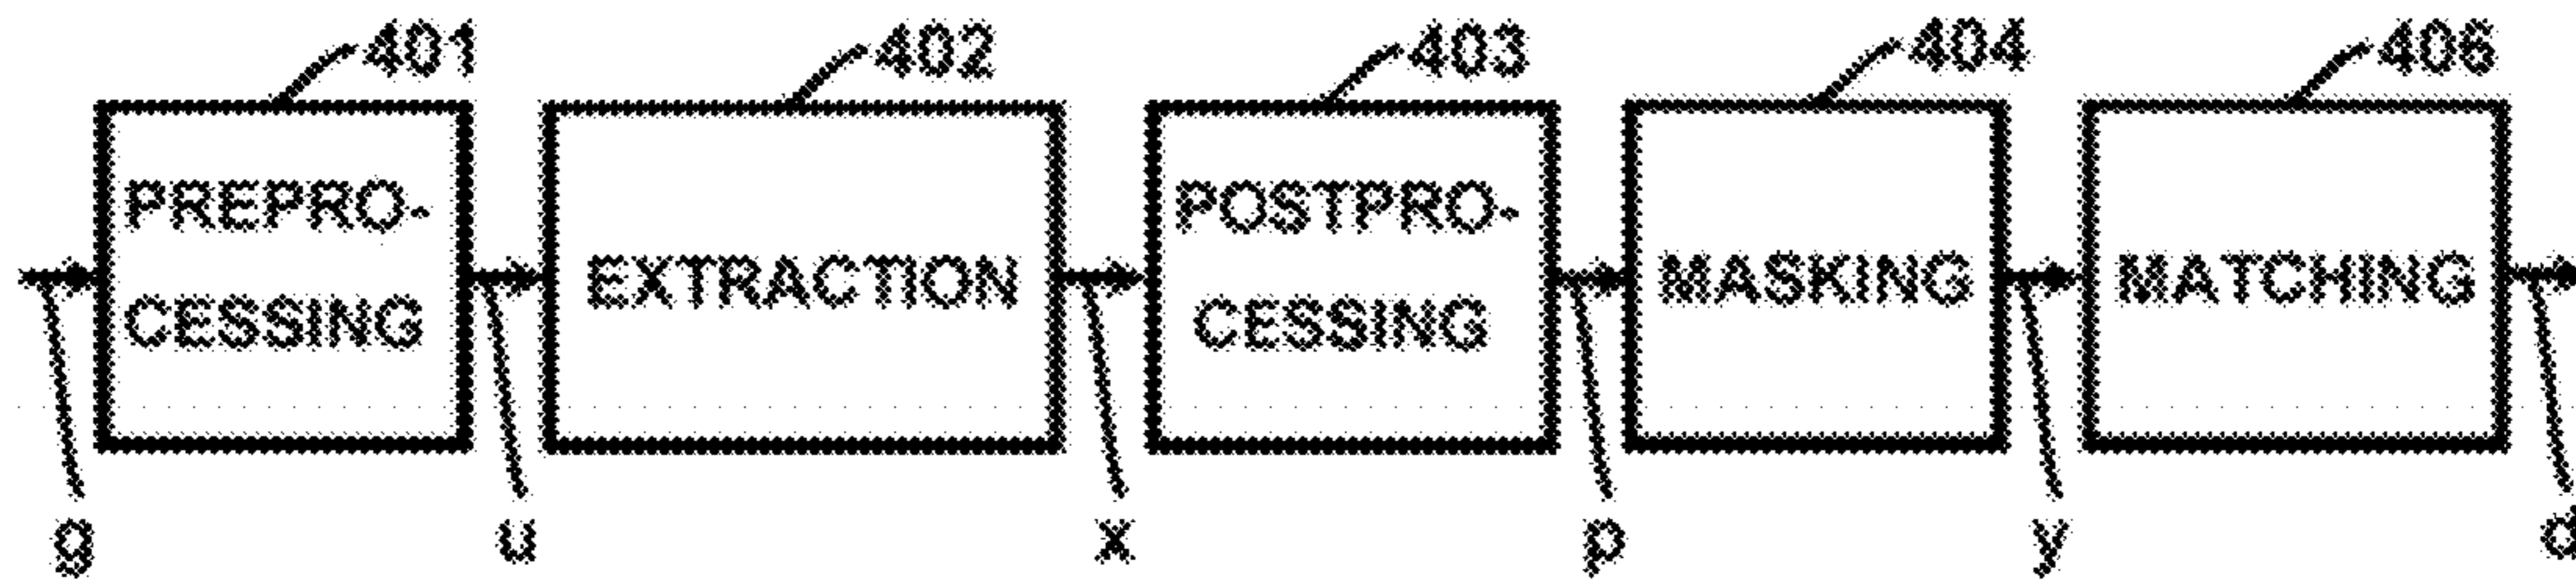 401
402
403
404
406
PREPRO-
CESSING
EXTRACTION
POSTPRO-
CESSING
MASKING
MATCHING
g
u
x
p
y